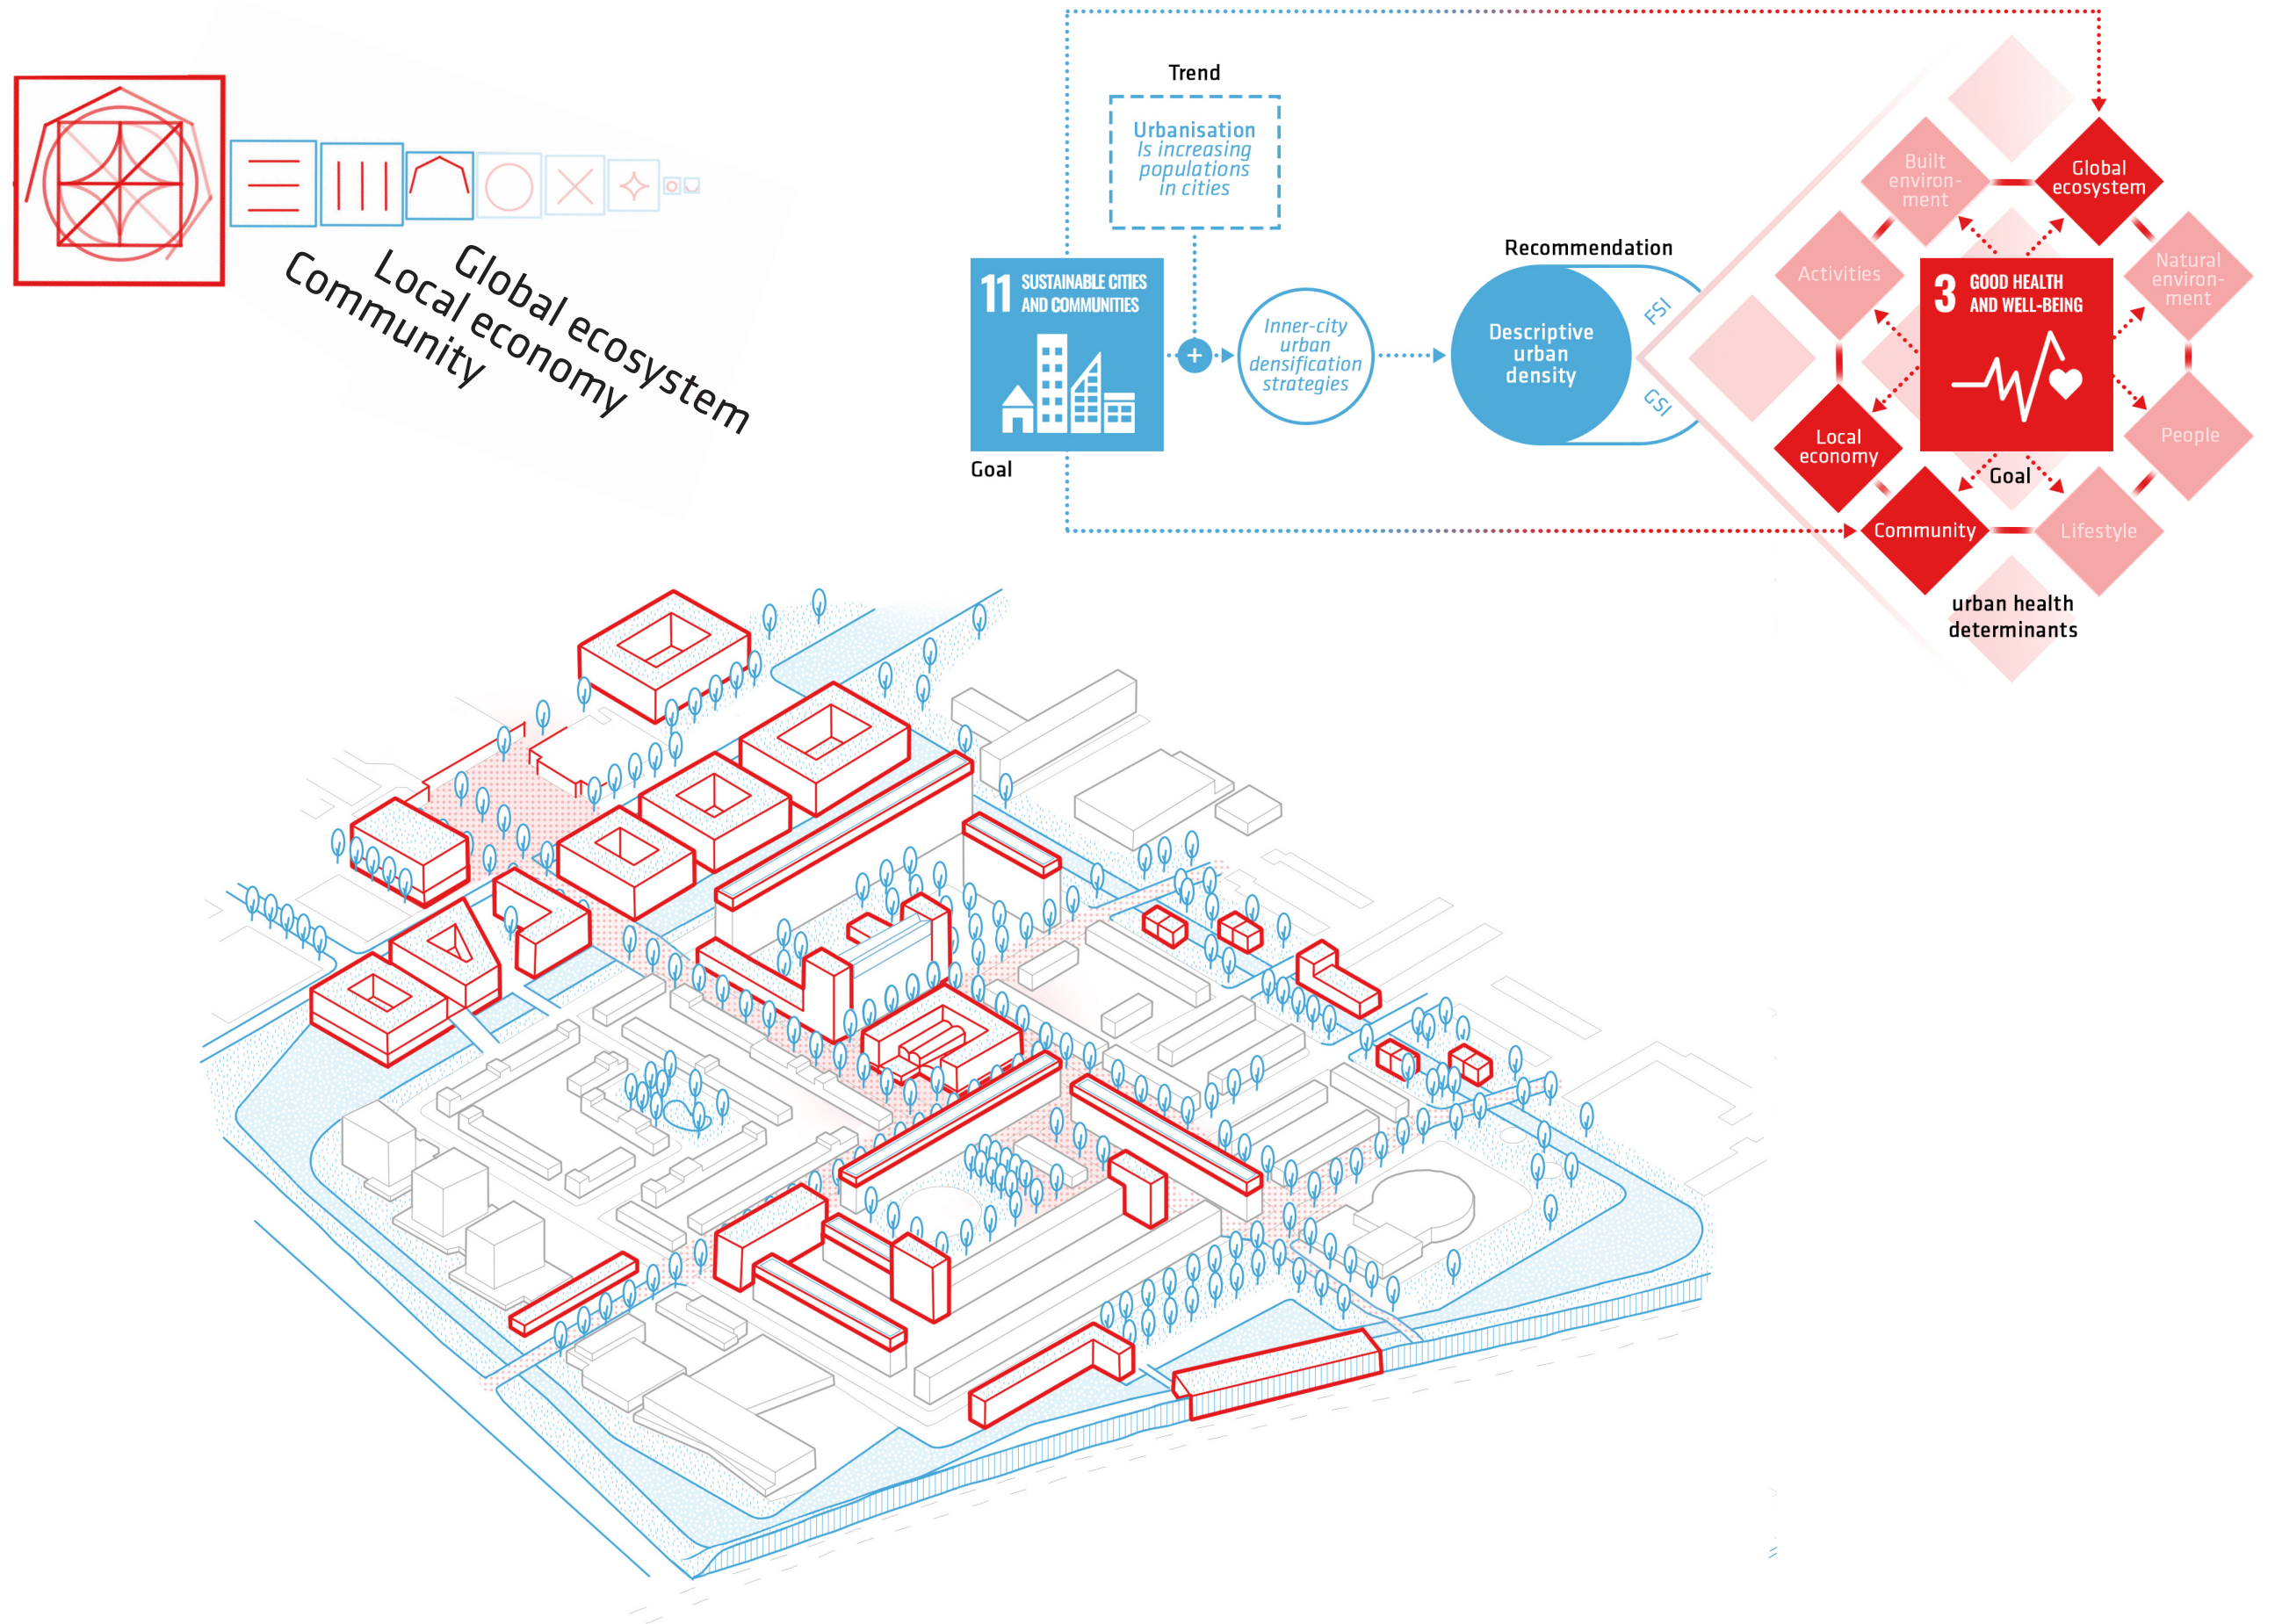 Global ecosystem
Local economy
Community
Trend
Urbanisation
Is increasing
populations
in cities
11 SUSTAINABLE CITIES
AND COMMUNITIES
Goal
+
Inner-city
urban
densification
strategies
Recommendation
Descriptive
urban
density
FSI
GSI
Built
environ-
ment
Global
ecosystem
Activities
Natural
environ-
ment
3 GOOD HEALTH
AND WELL-BEING
Local
economy
People
Goal
Community
Lifestyle
urban health
determinants